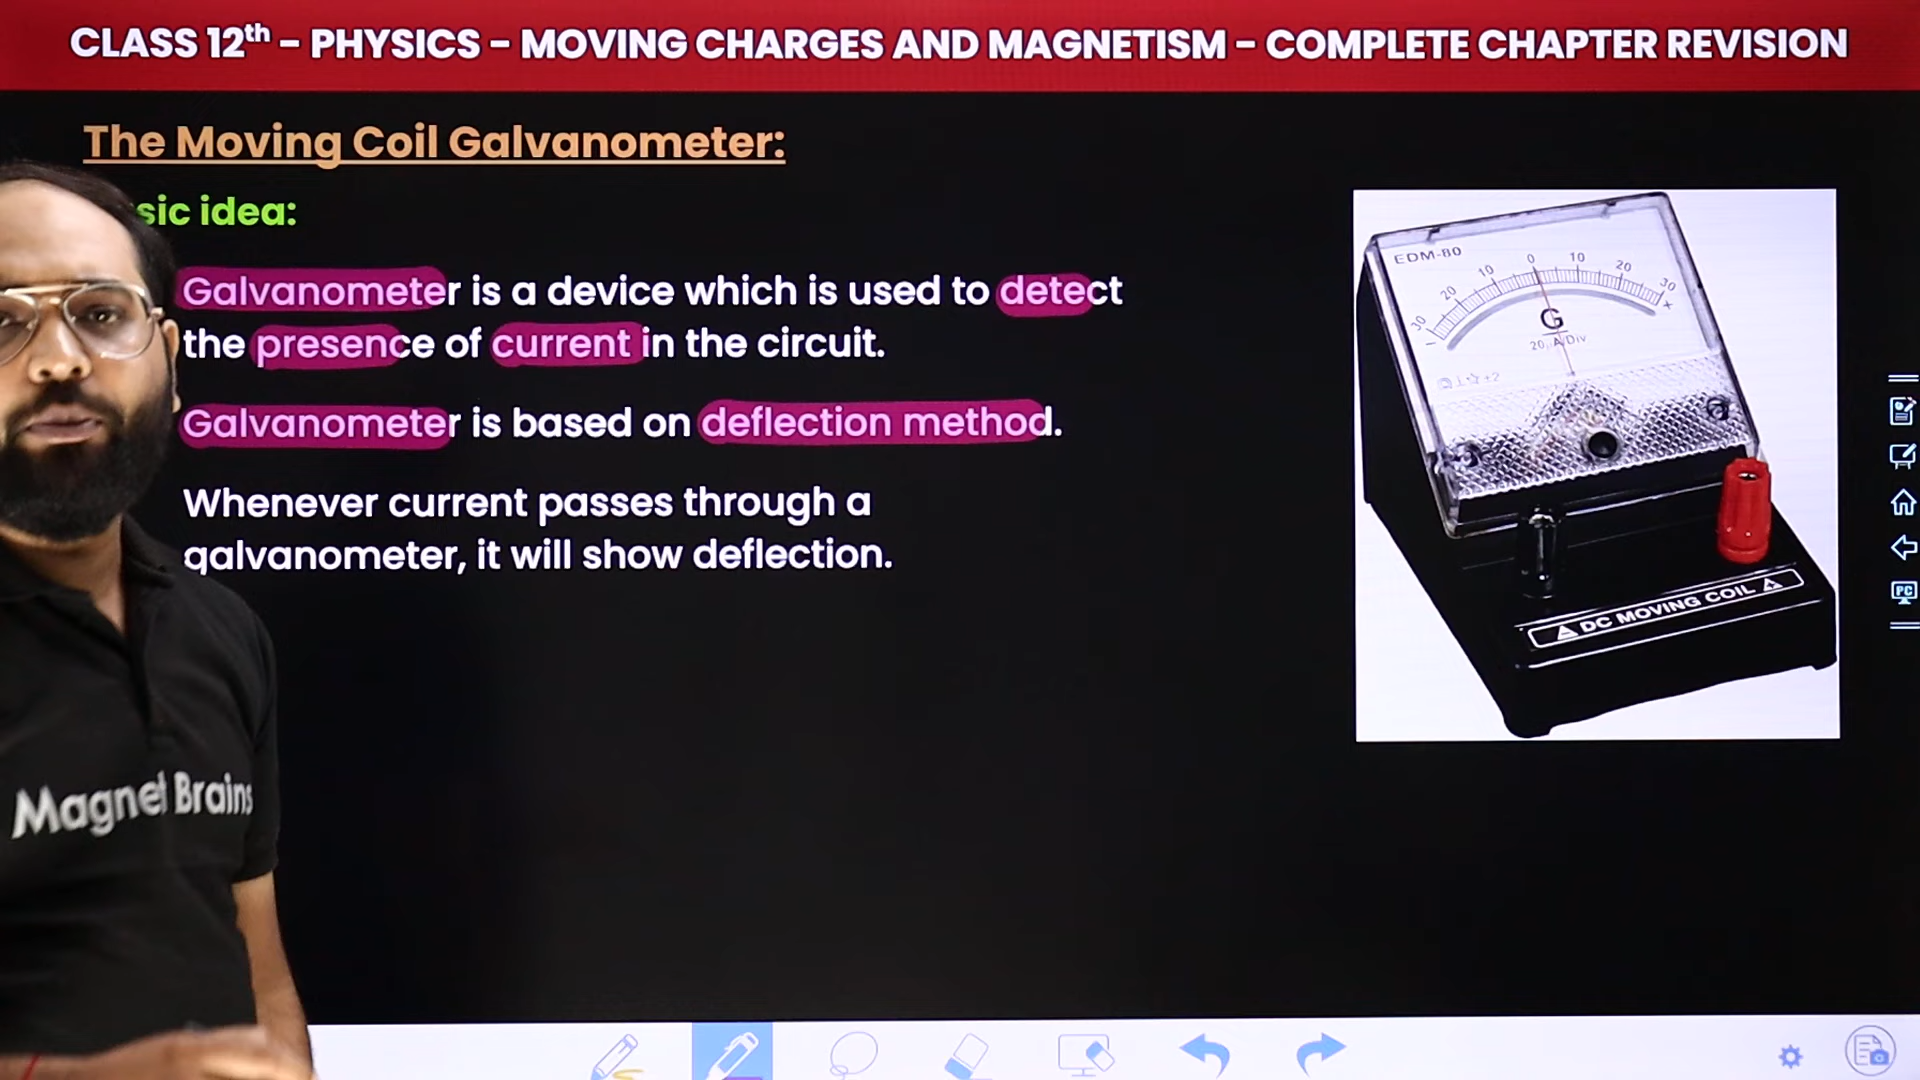 CLASS 12th – PHYSICS – MOVING CHARGES AND MAGNETISM – COMPLETE CHAPTER REVISION
The Moving Coil Galvanometer:
sic idea:
Galvanometer is a device which is used to detect
the presence of current in the circuit.
Galvanometer is based on deflection method.
Whenever current passes through a
galvanometer, it will show deflection.
EDM-80
30 20 10 0 10 20 30
G
20µA/Div
DC MOVING COIL
Magnet Brains
PC